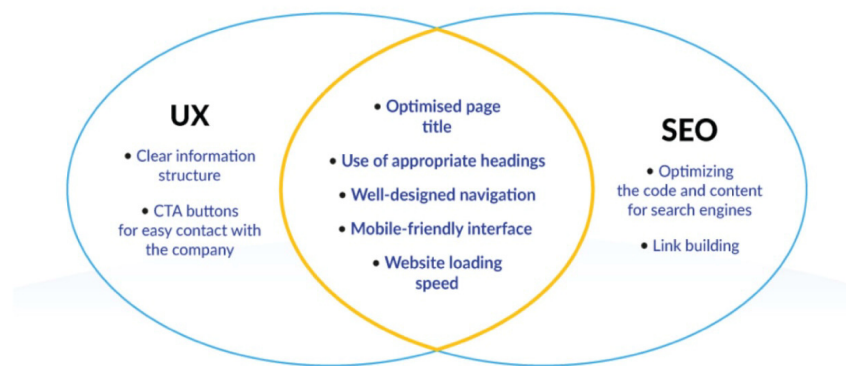 UX
• Clear information
structure
• CTA buttons
for easy contact with
the company
• Optimised page
title
• Use of appropriate headings
• Well-designed navigation
• Mobile-friendly interface
• Website loading
speed
SEO
• Optimizing
the code and content
for search engines
• Link building